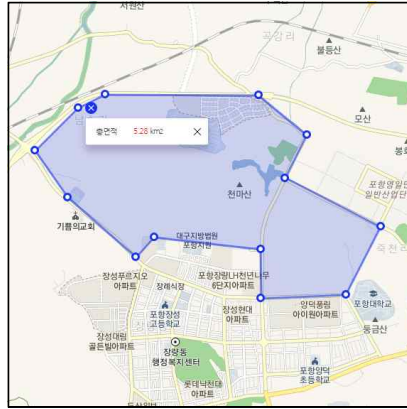 서원산
곡강리
불등산
오산
총면적 5.28 km2
천마산
기쁨의교회
대구지방법원
포항지원
장성푸르지오
아파트
포항장량LH천년나무
6단지아파트
장례식장
포항장성
고등학교
장성현대
아파트
양덕풍림
아이원아파트
포항대학교
등금산
장성대림
골든빌아파트
장량동
행정복지센터
포항양덕
초등학교
롯데낙천대
아파트